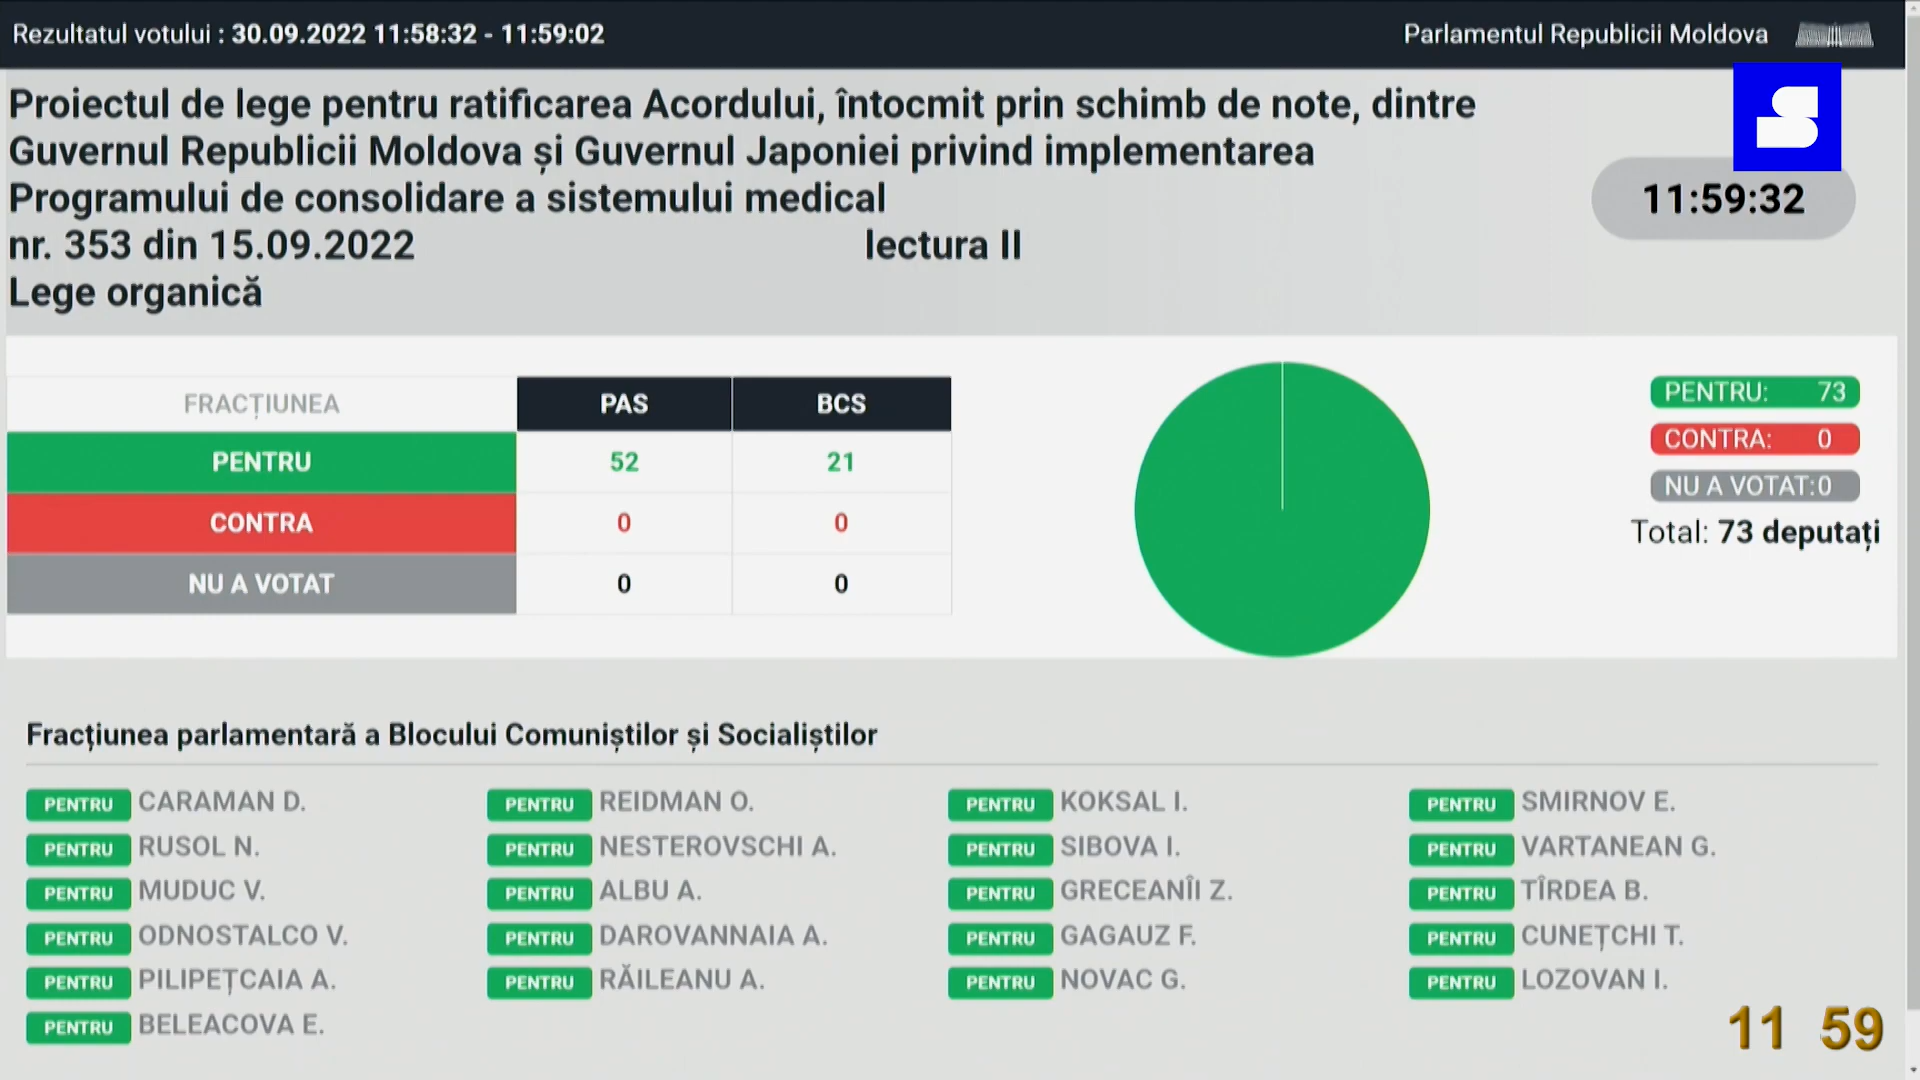 Rezultatul votului : 30.09.2022 11:58:32 - 11:59:02
Parlamentul Republicii Moldova
Proiectul de lege pentru ratificarea Acordului, întocmit prin schimb de note, dintre
Guvernul Republicii Moldova și Guvernul Japoniei privind implementarea
Programului de consolidare a sistemului medical
nr. 353 din 15.09.2022 lectura II
Lege organică
11:59:32
FRACȚIUNEA PAS BCS
PENTRU 52 21
CONTRA 0 0
NU A VOTAT 0 0
PENTRU: 73
CONTRA: 0
NU A VOTAT:0
Total: 73 deputați
Fracțiunea parlamentară a Blocului Comuniștilor și Socialiștilor
PENTRU CARAMAN D. PENTRU REIDMAN O. PENTRU KOKSAL I. PENTRU SMIRNOV E.
PENTRU RUSOL N. PENTRU NESTEROVSCHI A. PENTRU SIBOVA I. PENTRU VARTANEAN G.
PENTRU MUDUC V. PENTRU ALBU A. PENTRU GRECEANÎI Z. PENTRU TÎRDEA B.
PENTRU ODNOSTALCO V. PENTRU DAROVANNAIA A. PENTRU GAGAUZ F. PENTRU CUNEȚCHI T.
PENTRU PILIPEȚCAIA A. PENTRU RĂILEANU A. PENTRU NOVAC G. PENTRU LOZOVAN I.
PENTRU BELEACOVA E.
11 59